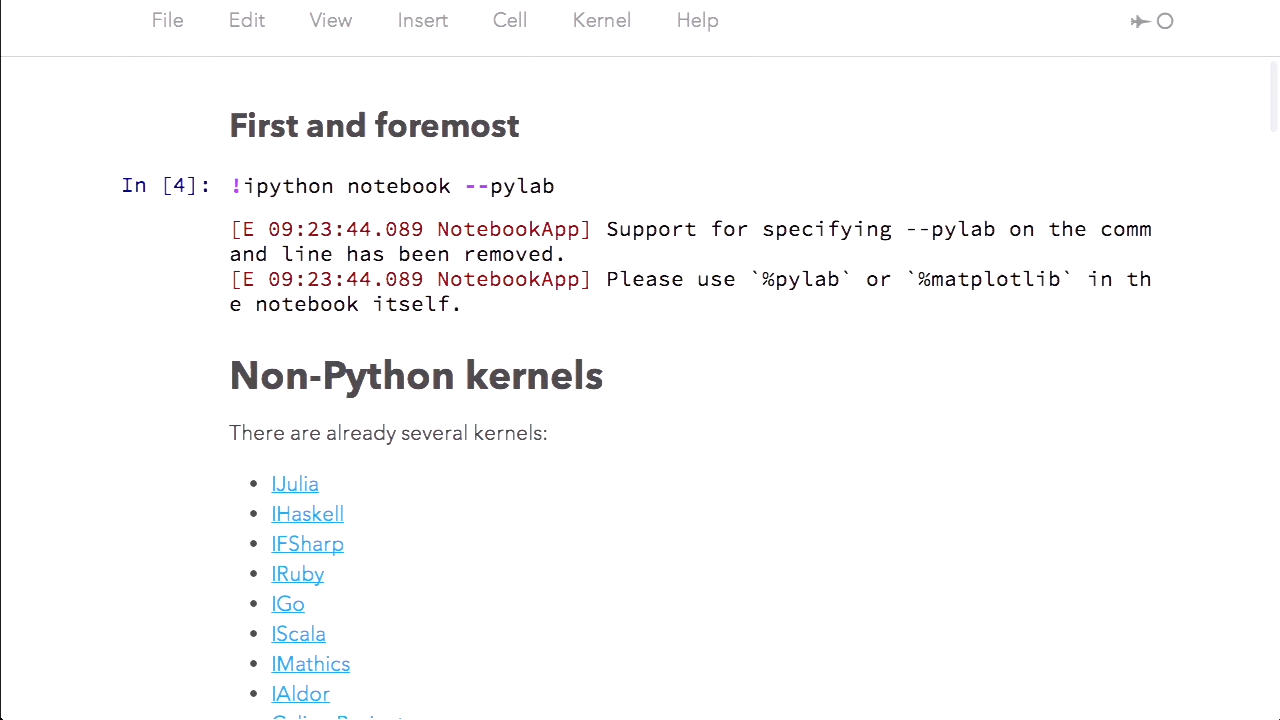 File Edit View Insert Cell Kernel Help
First and foremost
In [4]: !ipython notebook --pylab
[E 09:23:44.089 NotebookApp] Support for specifying --pylab on the comm
and line has been removed.
[E 09:23:44.089 NotebookApp] Please use `%pylab` or `%matplotlib` in th
e notebook itself.
Non-Python kernels
There are already several kernels:
• IJulia
• IHaskell
• IFSharp
• IRuby
• IGo
• IScala
• IMathics
• IAldor